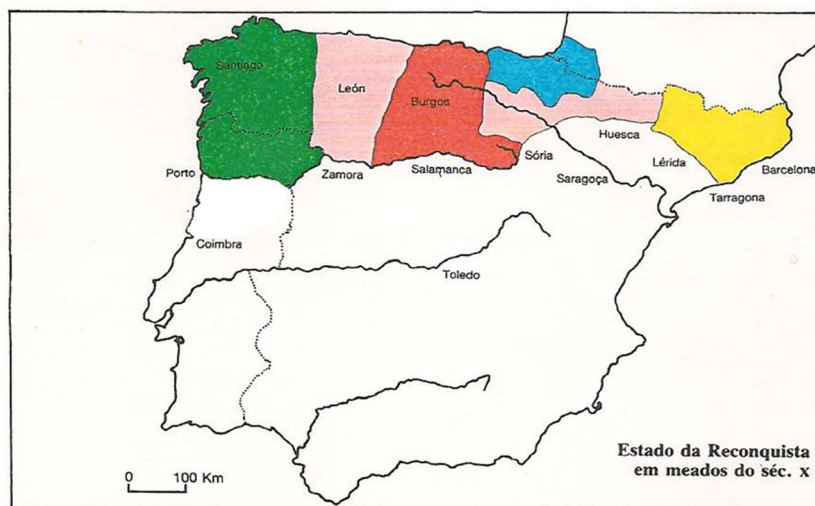 Santiago
León
Burgos
Huesca
Porto
Zamora
Salamanca
Sória
Saragoça
Lérida
Barcelona
Tarragona
Coimbra
Toledo
Estado da Reconquista
em meados do séc. x
0 100 Km